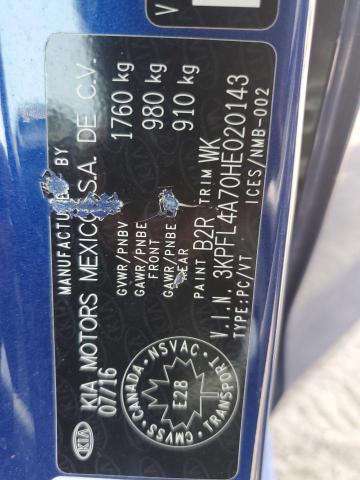 MANUFACTURED BY
KIA KIA MOTORS MEXICO S.A. DE C.V.
07/16
GVWR/PNBV 1760 kg
GAWR/PNBE FRONT 980 kg
GAWR/PNBE REAR 910 kg
PAINT B2R TRIM WK
V.I.N. 3KPFL4A70HE020143
TYPE:PC/VT ICES/NMB-002
CANADA NSVAC TRANSPORT CMVSS
E28
V